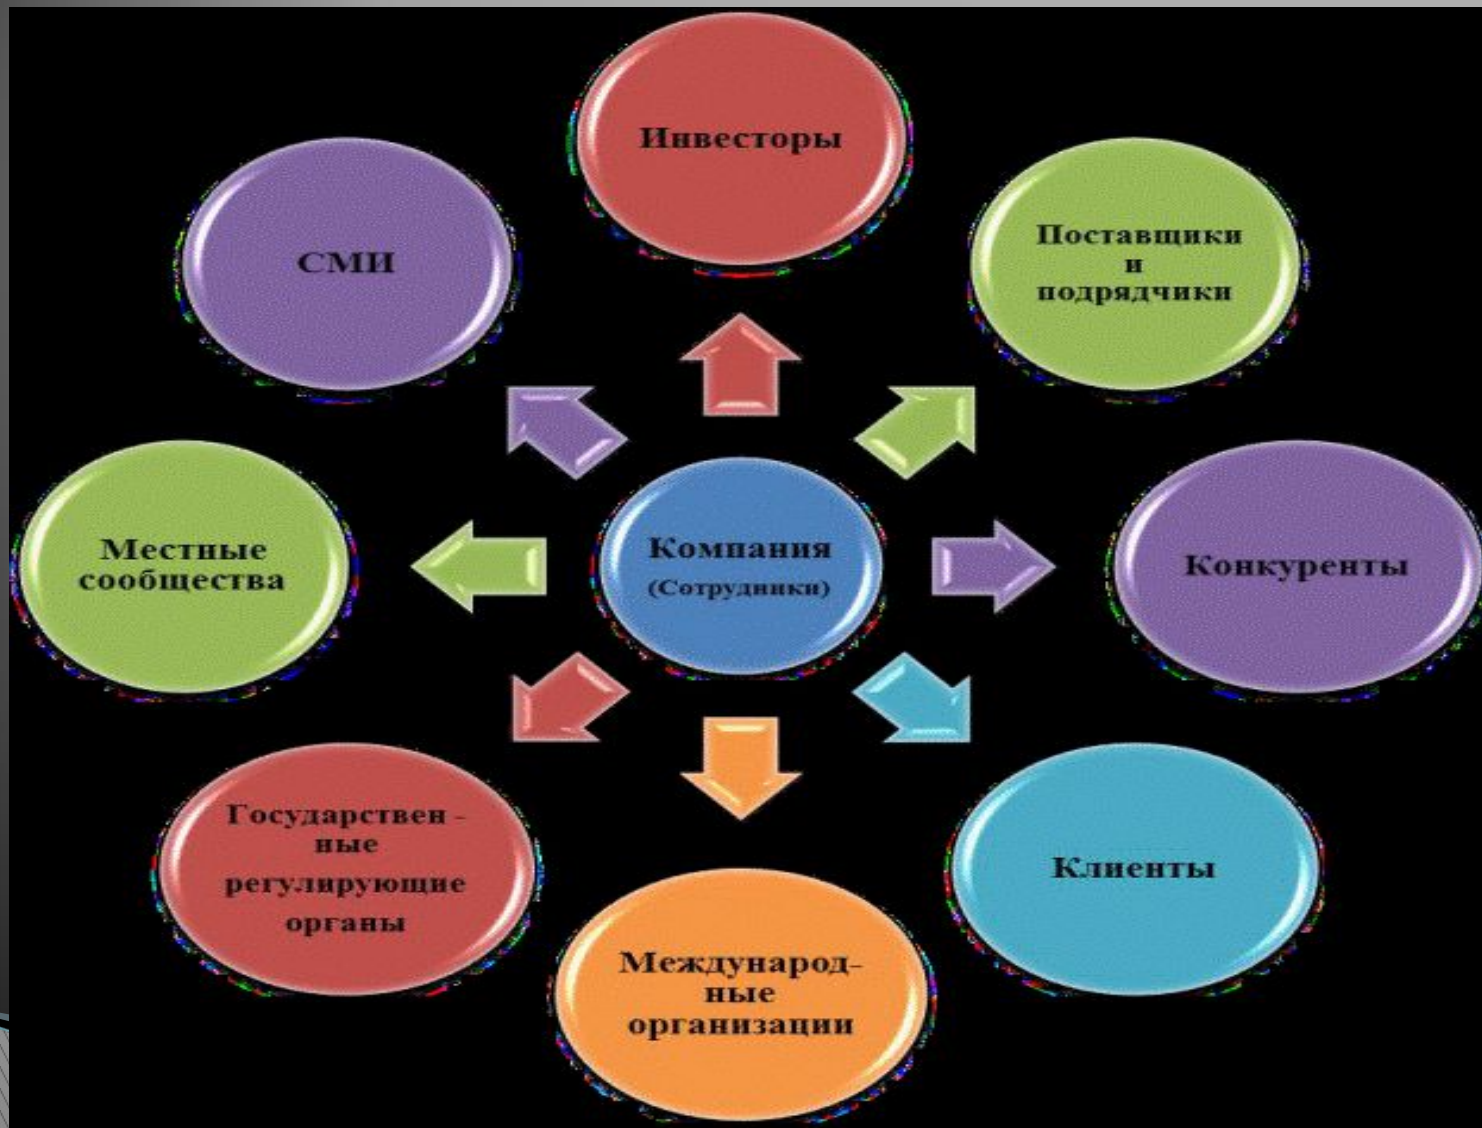 Инвесторы
СМИ
Поставщики
и
подрядчики
Местные
сообщества
Компания
(Сотрудники)
Конкуренты
Государствен -
ные
регулирующие
органы
Клиенты
Международ-
ные
организации